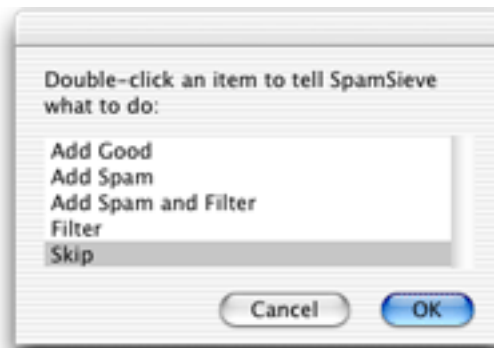 Double-click an item to tell SpamSieve
what to do:
Add Good
Add Spam
Add Spam and Filter
Filter
Skip
Cancel
OK